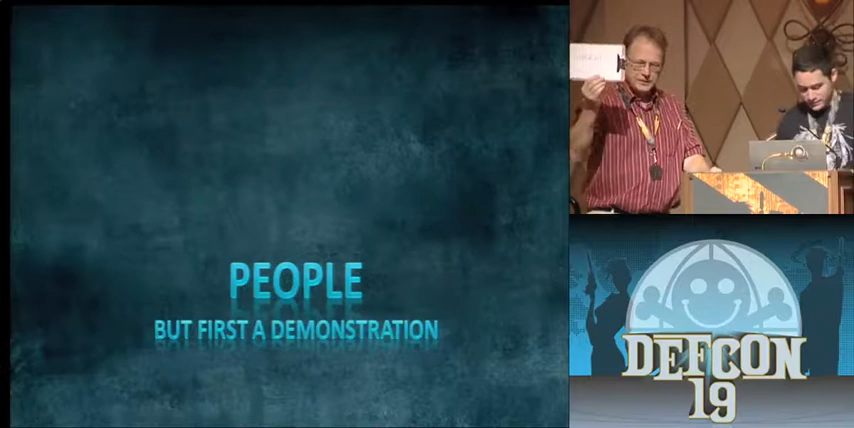 PEOPLE
BUT FIRST A DEMONSTRATION
DEFCON
19